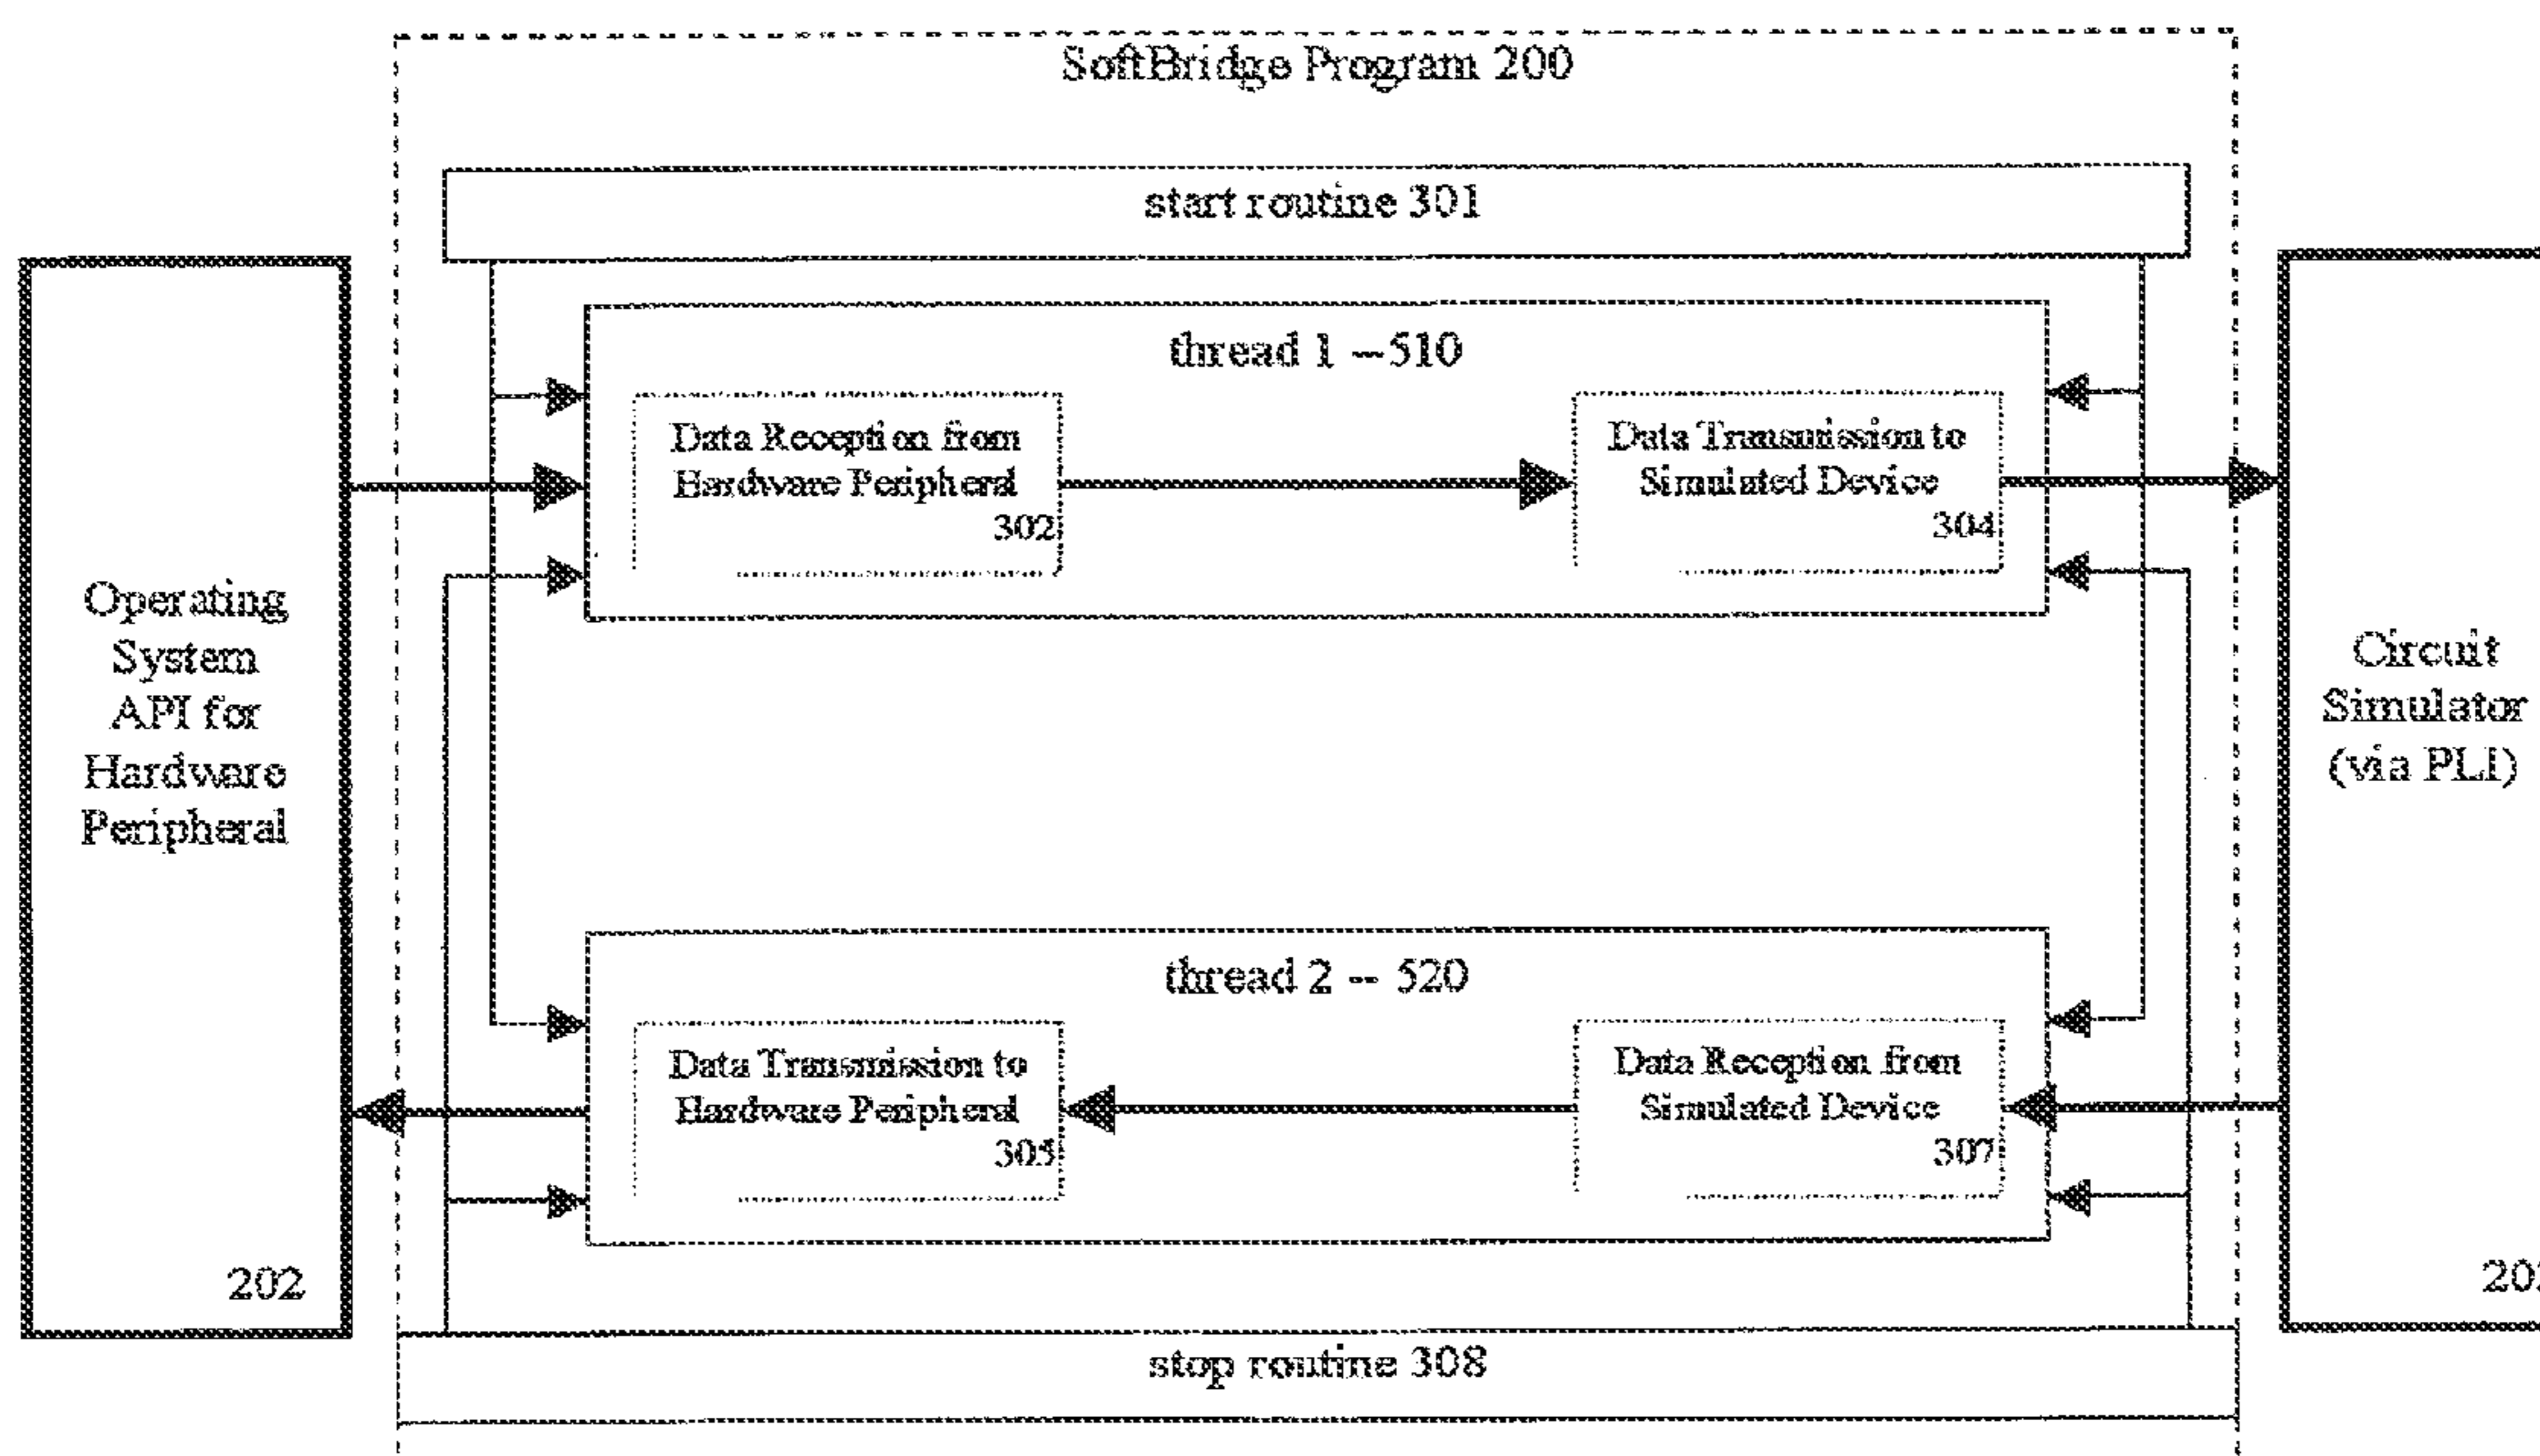 SoftBridge Program 200
start routine 301
thread 1 --510
Data Reception from
Hardware Peripheral
302
Data Transmission to
Simulated Device
304
Operating
System
API for
Hardware
Peripheral
202
Circuit
Simulator
(via PLI)
thread 2 -- 520
Data Transmission to
Hardware Peripheral
305
Data Reception from
Simulated Device
307
stop routine 308